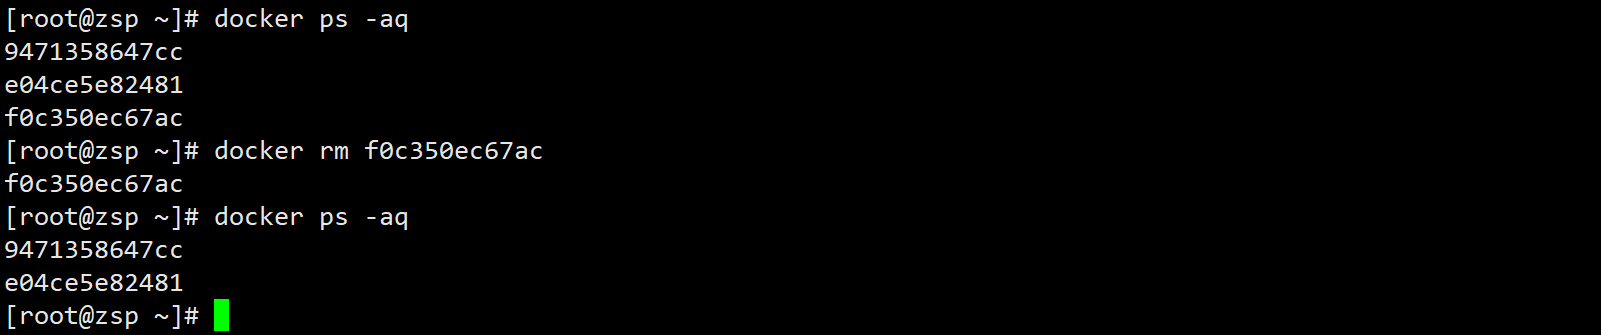 [root@zsp ~]# docker ps -aq
9471358647cc
e04ce5e82481
f0c350ec67ac
[root@zsp ~]# docker rm f0c350ec67ac
f0c350ec67ac
[root@zsp ~]# docker ps -aq
9471358647cc
e04ce5e82481
[root@zsp ~]#